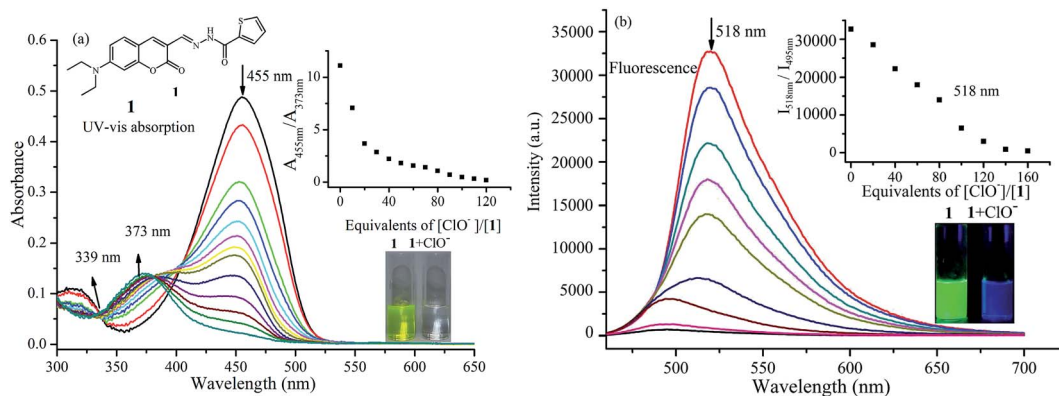 (a)
S
NH
N
O
N
O
O
1
1
UV-vis absorption
455 nm
373 nm
339 nm
0.6
0.5
0.4
0.3
0.2
0.1
0.0
Absorbance
300 350 400 450 500 550 600 650
Wavelength (nm)
A455nm/A373nm
10
5
0
0 40 80 120
Equivalents of [ClO-]/[1]
1 1+ClO-
(b)
518 nm
Fluorescence
35000
30000
25000
20000
15000
10000
5000
0
Intensity (a.u.)
500 550 600 650 700
Wavelength (nm)
I518nm / I495nm
30000
20000
10000
0
518 nm
0 40 80 120 160
Equivalents of [ClO-]/[1]
1 1+ClO-